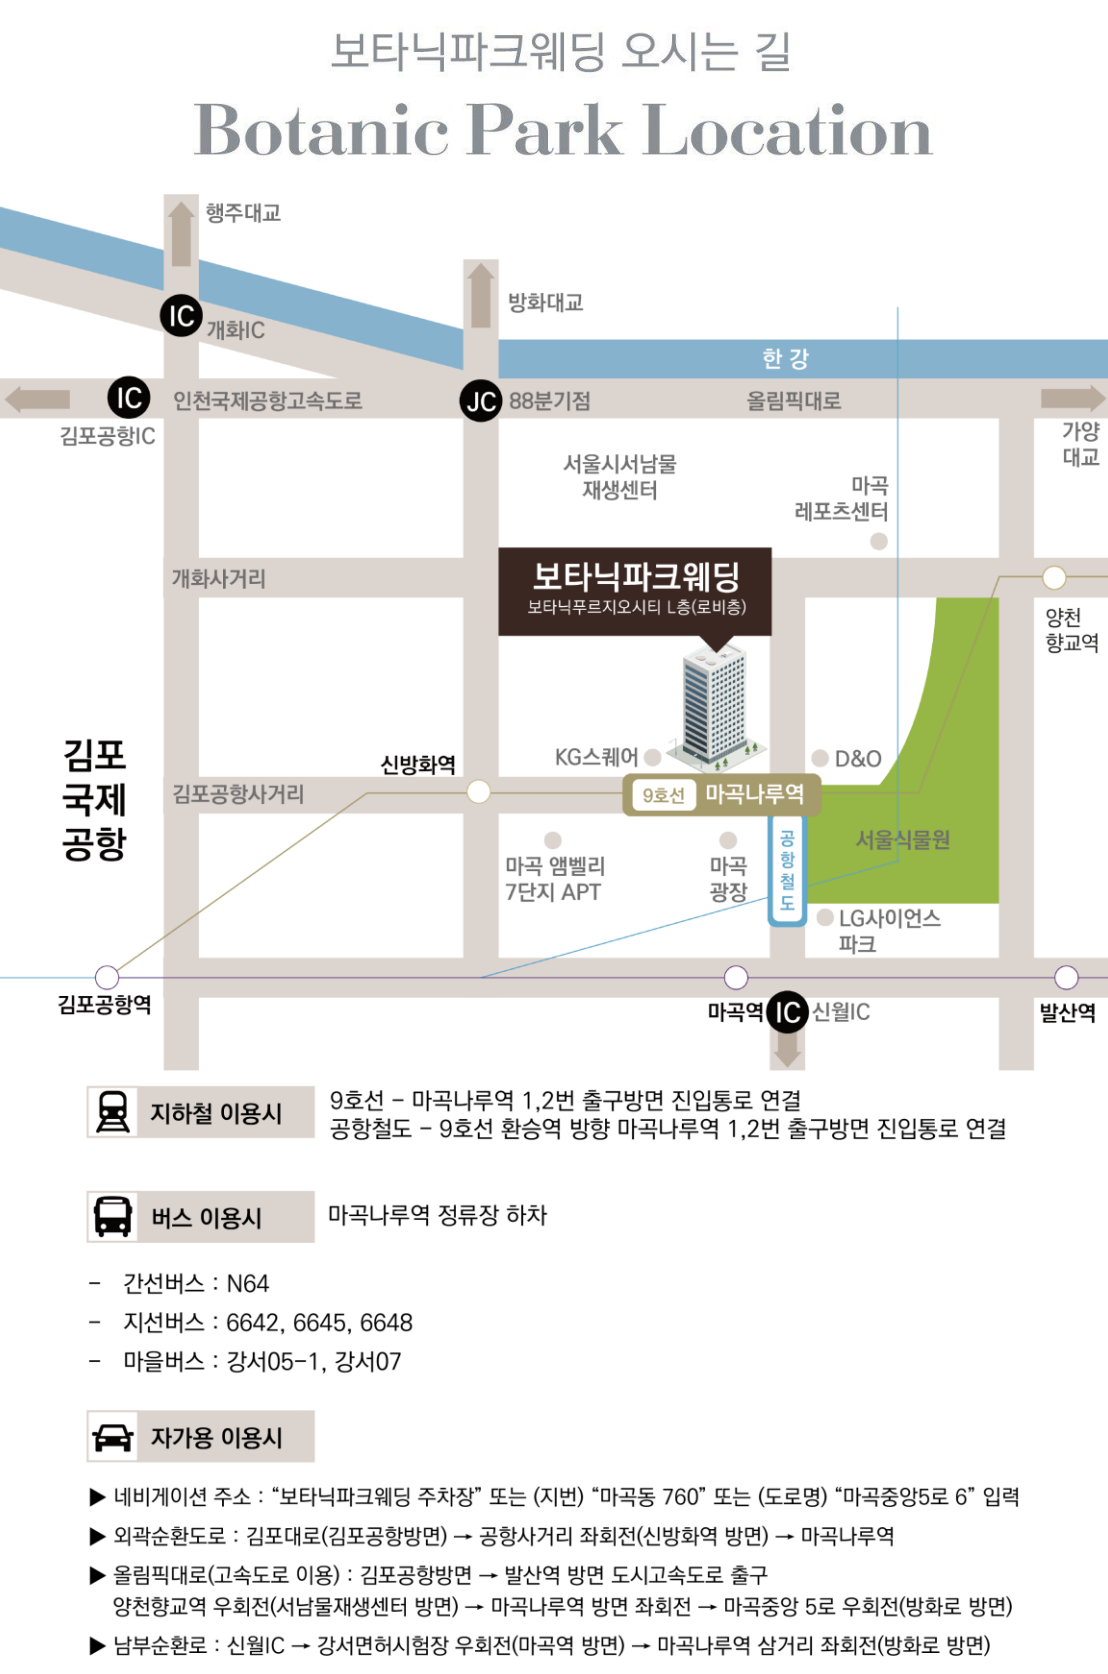 보타닉파크웨딩 오시는 길
Botanic Park Location
행주대교
IC
개화IC
방화대교
한 강
IC
인천국제공항고속도로
JC
88분기점
올림픽대로
김포공항IC
가양
대교
서울시서남물
재생센터
마곡
레포츠센터
개화사거리
보타닉파크웨딩
보타닉푸르지오시티 L층(로비층)
양천
향교역
김포
국제
공항
신방화역
KG스퀘어
D&O
김포공항사거리
9호선 마곡나루역
공
항
철
도
서울식물원
마곡 앰벨리
7단지 APT
마곡
광장
LG사이언스
파크
김포공항역
마곡역
IC
신월IC
발산역
지하철 이용시
9호선 – 마곡나루역 1,2번 출구방면 진입통로 연결
공항철도 – 9호선 환승역 방향 마곡나루역 1,2번 출구방면 진입통로 연결
버스 이용시
마곡나루역 정류장 하차
– 간선버스 : N64
– 지선버스 : 6642, 6645, 6648
– 마을버스 : 강서05-1, 강서07
자가용 이용시
▶ 네비게이션 주소 : “보타닉파크웨딩 주차장” 또는 (지번) “마곡동 760” 또는 (도로명) “마곡중앙5로 6” 입력
▶ 외곽순환도로 : 김포대로(김포공항방면) → 공항사거리 좌회전(신방화역 방면) → 마곡나루역
▶ 올림픽대로(고속도로 이용) : 김포공항방면 → 발산역 방면 도시고속도로 출구
양천향교역 우회전(서남물재생센터 방면) → 마곡나루역 방면 좌회전 → 마곡중앙 5로 우회전(방화로 방면)
▶ 남부순환로 : 신월IC → 강서면허시험장 우회전(마곡역 방면) → 마곡나루역 삼거리 좌회전(방화로 방면)